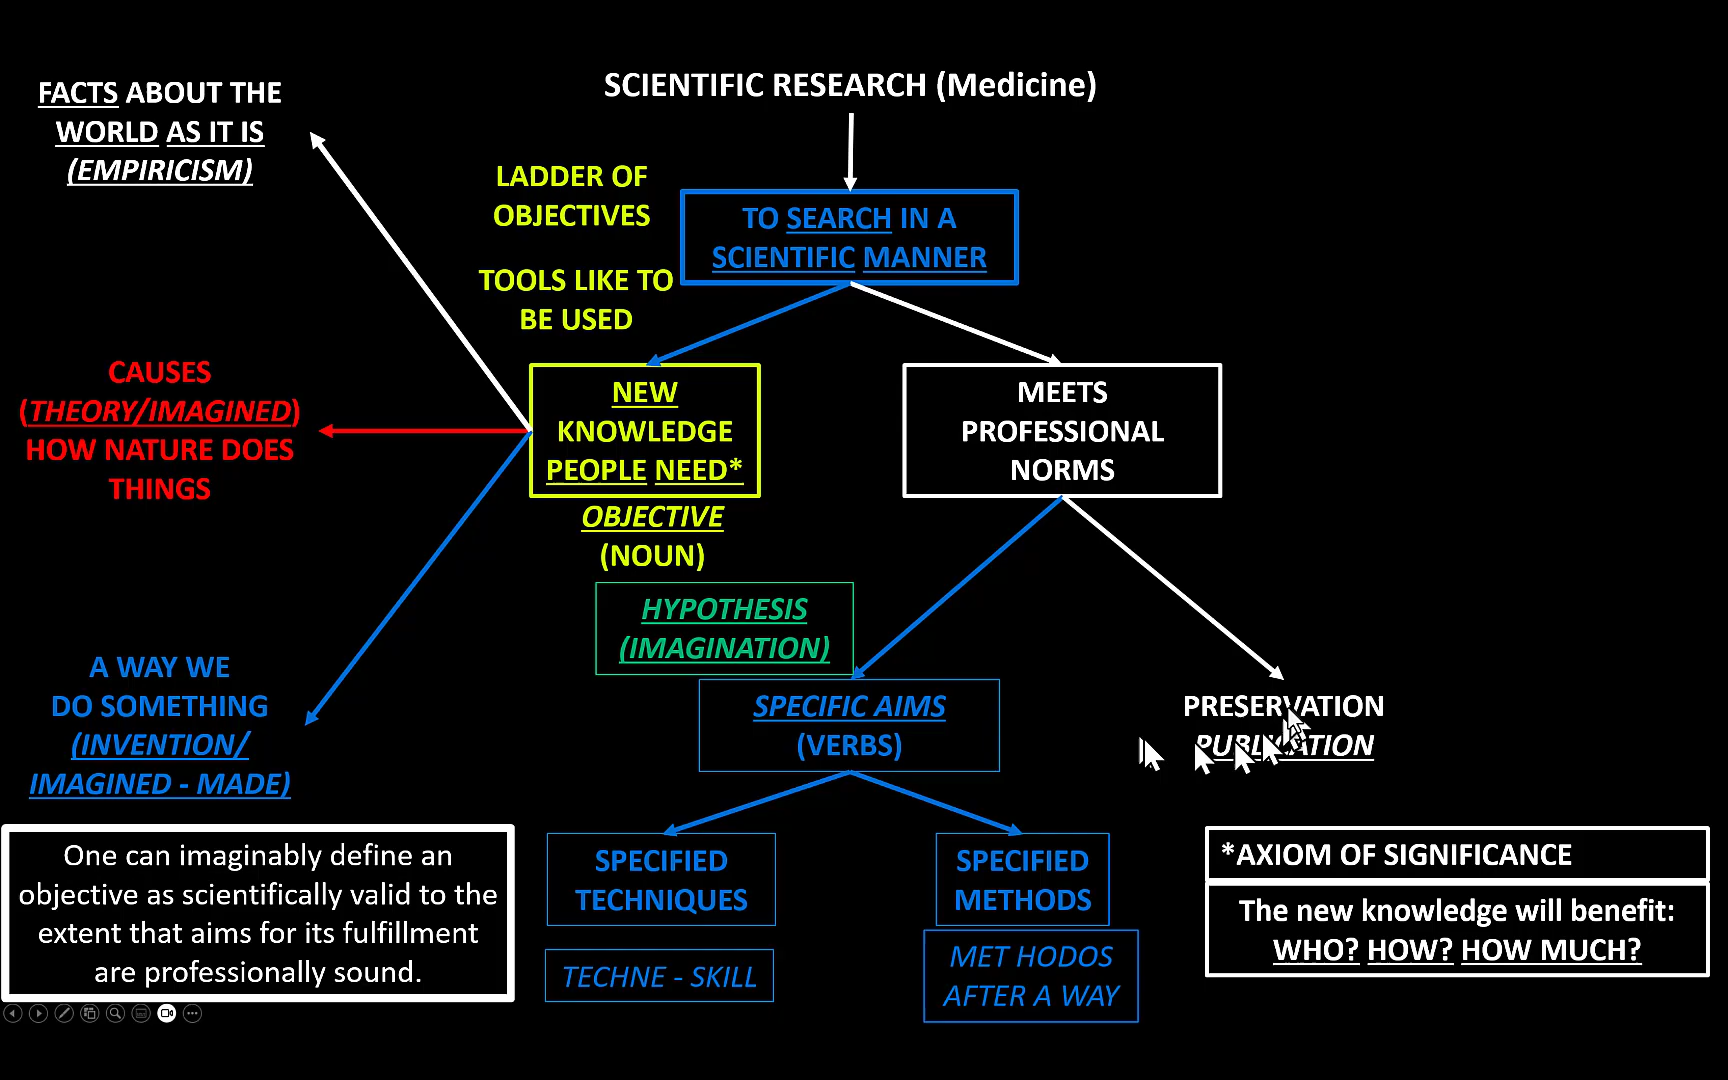 SCIENTIFIC RESEARCH (Medicine)
FACTS ABOUT THE
WORLD AS IT IS
(EMPIRICISM)
LADDER OF
OBJECTIVES
TO SEARCH IN A
SCIENTIFIC MANNER
TOOLS LIKE TO
BE USED
CAUSES
(THEORY/IMAGINED)
HOW NATURE DOES
THINGS
NEW
KNOWLEDGE
PEOPLE NEED*
MEETS
PROFESSIONAL
NORMS
OBJECTIVE
(NOUN)
HYPOTHESIS
(IMAGINATION)
A WAY WE
DO SOMETHING
(INVENTION/
IMAGINED - MADE)
SPECIFIC AIMS
(VERBS)
PRESERVATION
PUBLICATION
One can imaginably define an
objective as scientifically valid to the
extent that aims for its fulfillment
are professionally sound.
SPECIFIED
TECHNIQUES
TECHNE - SKILL
SPECIFIED
METHODS
MET HODOS
AFTER A WAY
*AXIOM OF SIGNIFICANCE
The new knowledge will benefit:
WHO? HOW? HOW MUCH?